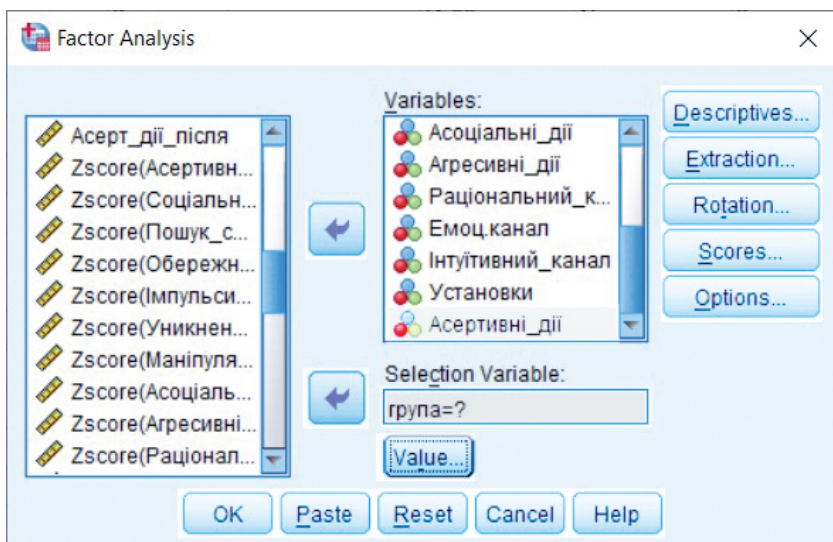 Factor Analysis
Асерт_дії_після
Zscore(Асертивн...
Zscore(Соціальн...
Zscore(Пошук_с...
Zscore(Обережн...
Zscore(Імпульси...
Zscore(Уникнен...
Zscore(Маніпуля...
Zscore(Асоціаль...
Zscore(Агресивні...
Zscore(Раціонал...
Variables:
Асоціальні_дії
Агресивні_дії
Раціональний_к...
Емоц.канал
Інтуїтивний_канал
Установки
Асертивні_дії
Selection Variable:
група=?
Value...
Descriptives...
Extraction...
Rotation...
Scores...
Options...
OK Paste Reset Cancel Help